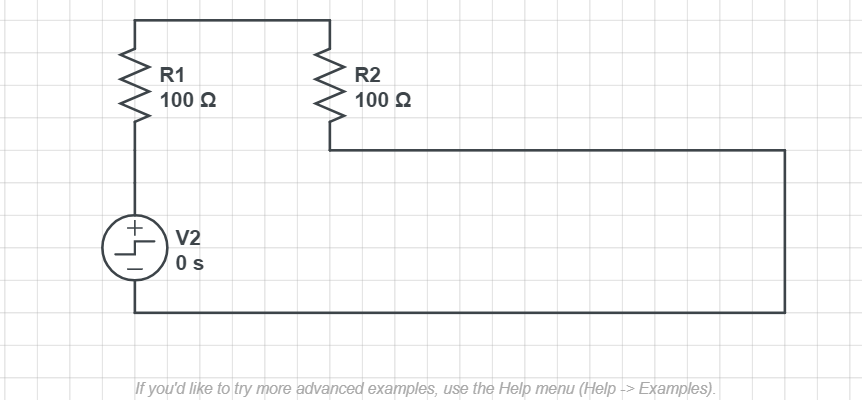 R1
100 Ω
R2
100 Ω
+
V2
0 s
−
If you'd like to try more advanced examples, use the Help menu (Help -> Examples).